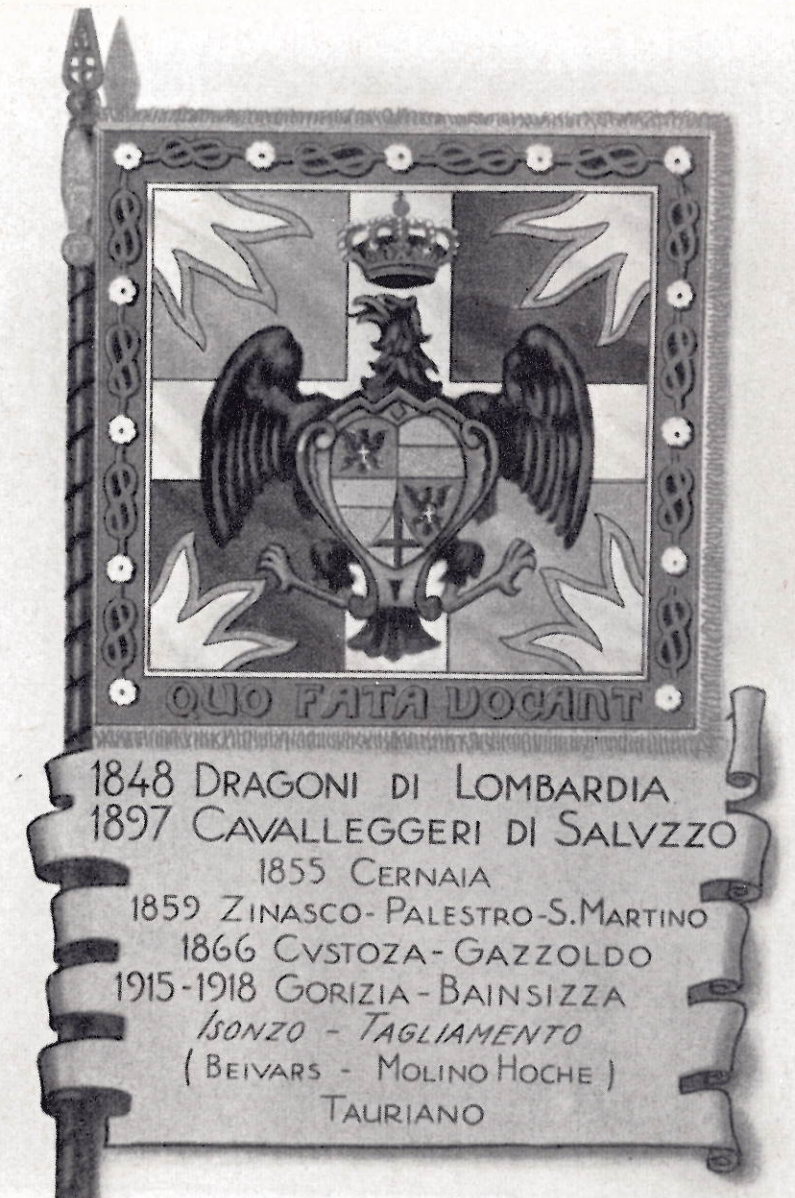 QUO FATA VOCANT
1848 DRAGONI DI LOMBARDIA
1897 CAVALLEGGERI DI SALVZZO
1855 CERNAIA
1859 ZINASCO-PALESTRO-S.MARTINO
1866 CVSTOZA-GAZZOLDO
1915-1918 GORIZIA-BAINSIZZA
ISONZO - TAGLIAMENTO
(BEIVARS - MOLINO HOCHE)
TAURIANO